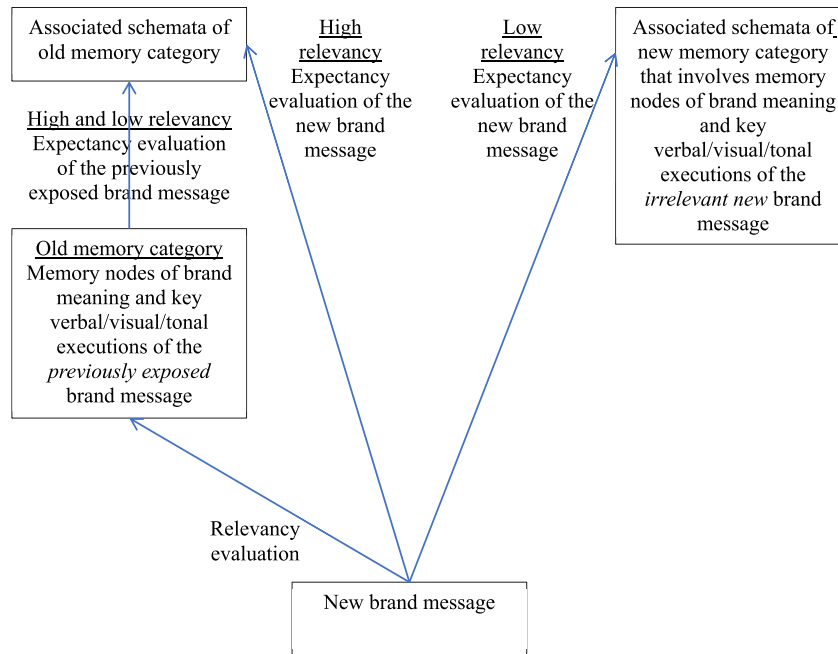 Associated schemata of
old memory category
High
relevancy
Expectancy
evaluation of the
new brand
message
Low
relevancy
Expectancy
evaluation of the
new brand
message
Associated schemata of
new memory category
that involves memory
nodes of brand meaning
and key
verbal/visual/tonal
executions of the
irrelevant new brand
message
High and low relevancy
Expectancy evaluation
of the previously
exposed brand message
Old memory category
Memory nodes of brand
meaning and key
verbal/visual/tonal
executions of the
previously exposed
brand message
Relevancy
evaluation
New brand message